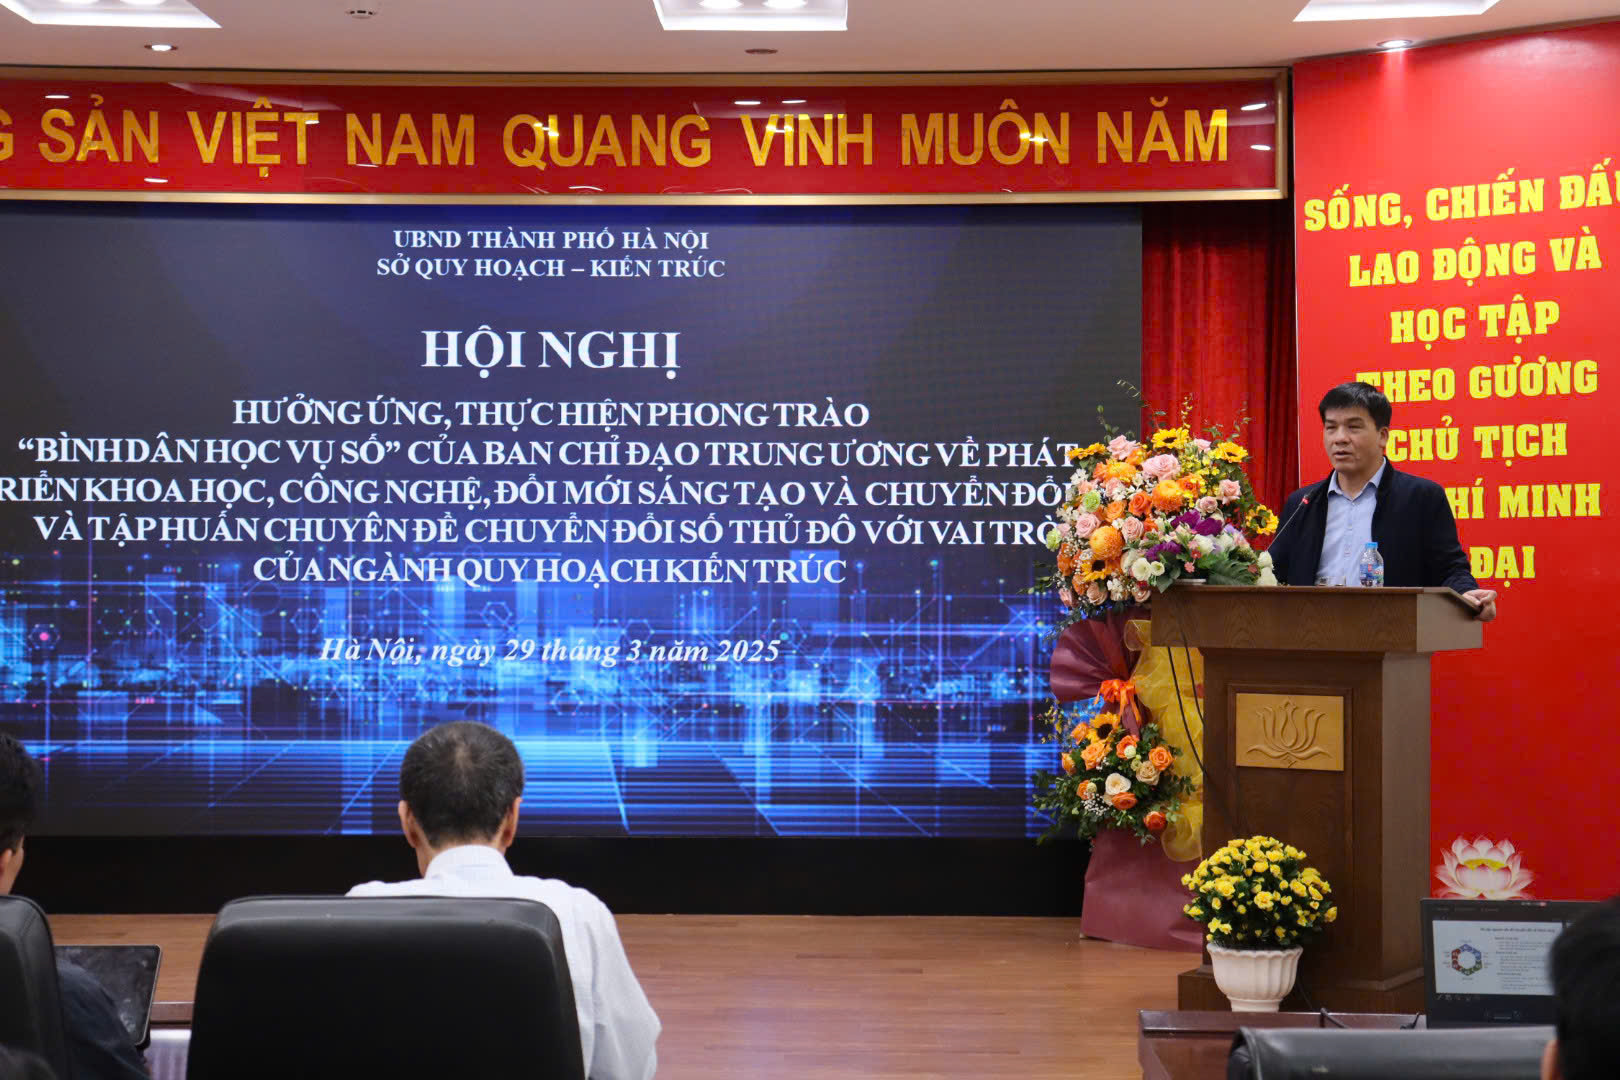 SẢN VIỆT NAM QUANG VINH MUÔN NĂM
UBND THÀNH PHỐ HÀ NỘI
SỞ QUY HOẠCH – KIẾN TRÚC
HỘI NGHỊ
HƯỞNG ỨNG, THỰC HIỆN PHONG TRÀO
“BÌNH DÂN HỌC VỤ SỐ” CỦA BAN CHỈ ĐẠO TRUNG ƯƠNG VỀ PHÁT
RIỂN KHOA HỌC, CÔNG NGHỆ, ĐỔI MỚI SÁNG TẠO VÀ CHUYỂN ĐỔI
VÀ TẬP HUẤN CHUYÊN ĐỀ CHUYỂN ĐỔI SỐ THỦ ĐÔ VỚI VAI TRÒ
CỦA NGÀNH QUY HOẠCH KIẾN TRÚC
Hà Nội, ngày 29 tháng 3 năm 2025
SỐNG, CHIẾN ĐẤU
LAO ĐỘNG VÀ
HỌC TẬP
THEO GƯƠNG
CHỦ TỊCH
HÍ MINH
ĐẠI